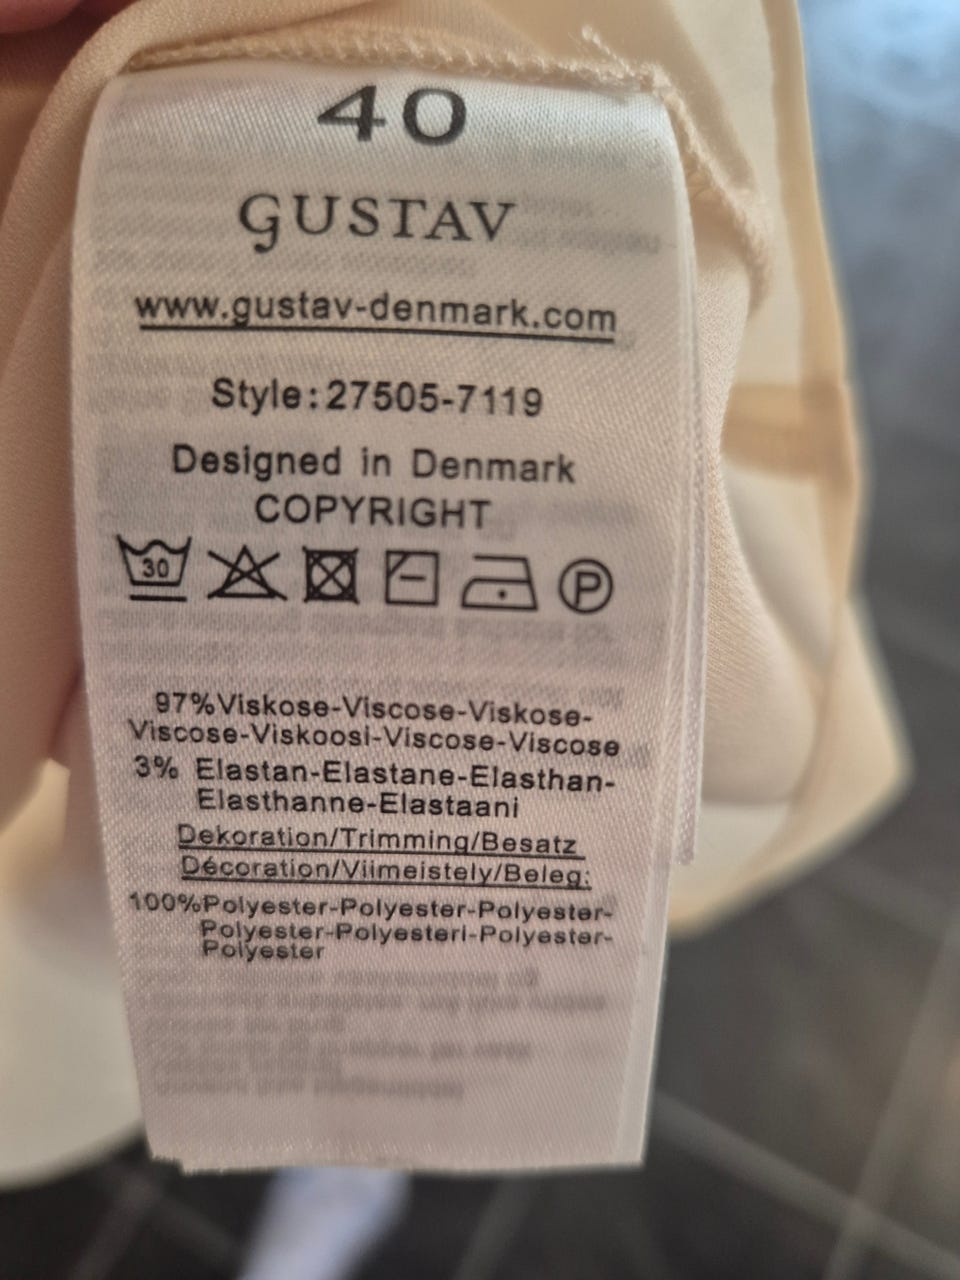 40
GUSTAV
www.gustav-denmark.com
Style:27505-7119
Designed in Denmark
COPYRIGHT
30 P
97%Viskose-Viscose-Viskose-
Viscose-Viskoosi-Viscose-Viscose
3% Elastan-Elastane-Elasthan-
Elasthanne-Elastaani
Dekoration/Trimming/Besatz
Décoration/Viimeistely/Beleg:
100%Polyester-Polyester-Polyester-
Polyester-Polyesteri-Polyester-
Polyester